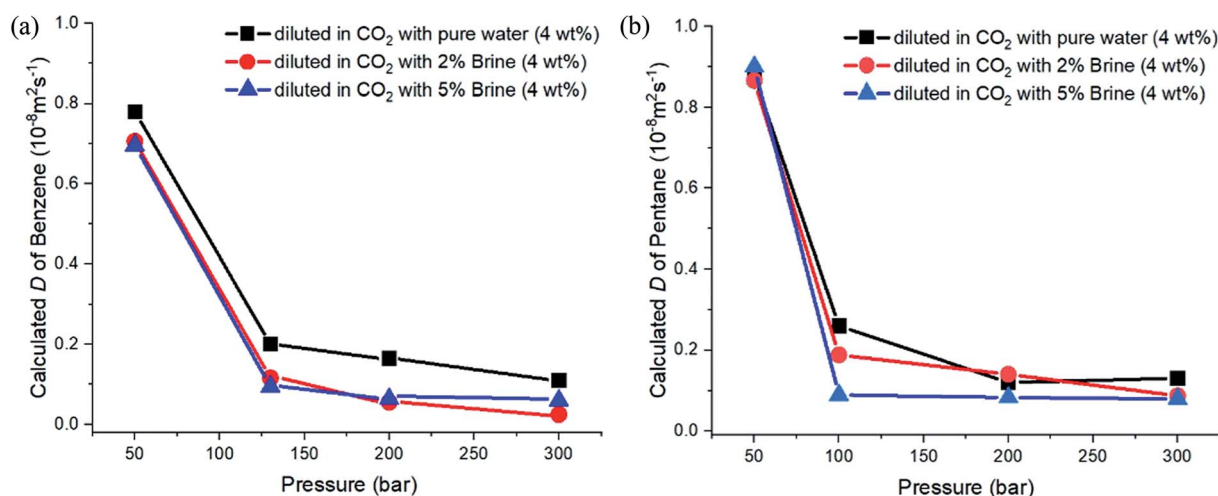 (a)
diluted in CO₂ with pure water (4 wt%)
diluted in CO₂ with 2% Brine (4 wt%)
diluted in CO₂ with 5% Brine (4 wt%)
Calculated D of Benzene (10⁻⁸m²s⁻¹)
1.0
0.8
0.6
0.4
0.2
0.0
50 100 150 200 250 300
Pressure (bar)
(b)
diluted in CO₂ with pure water (4 wt%)
diluted in CO₂ with 2% Brine (4 wt%)
diluted in CO₂ with 5% Brine (4 wt%)
Calculated D of Pentane (10⁻⁸m²s⁻¹)
1.0
0.8
0.6
0.4
0.2
0.0
50 100 150 200 250 300
Pressure (bar)